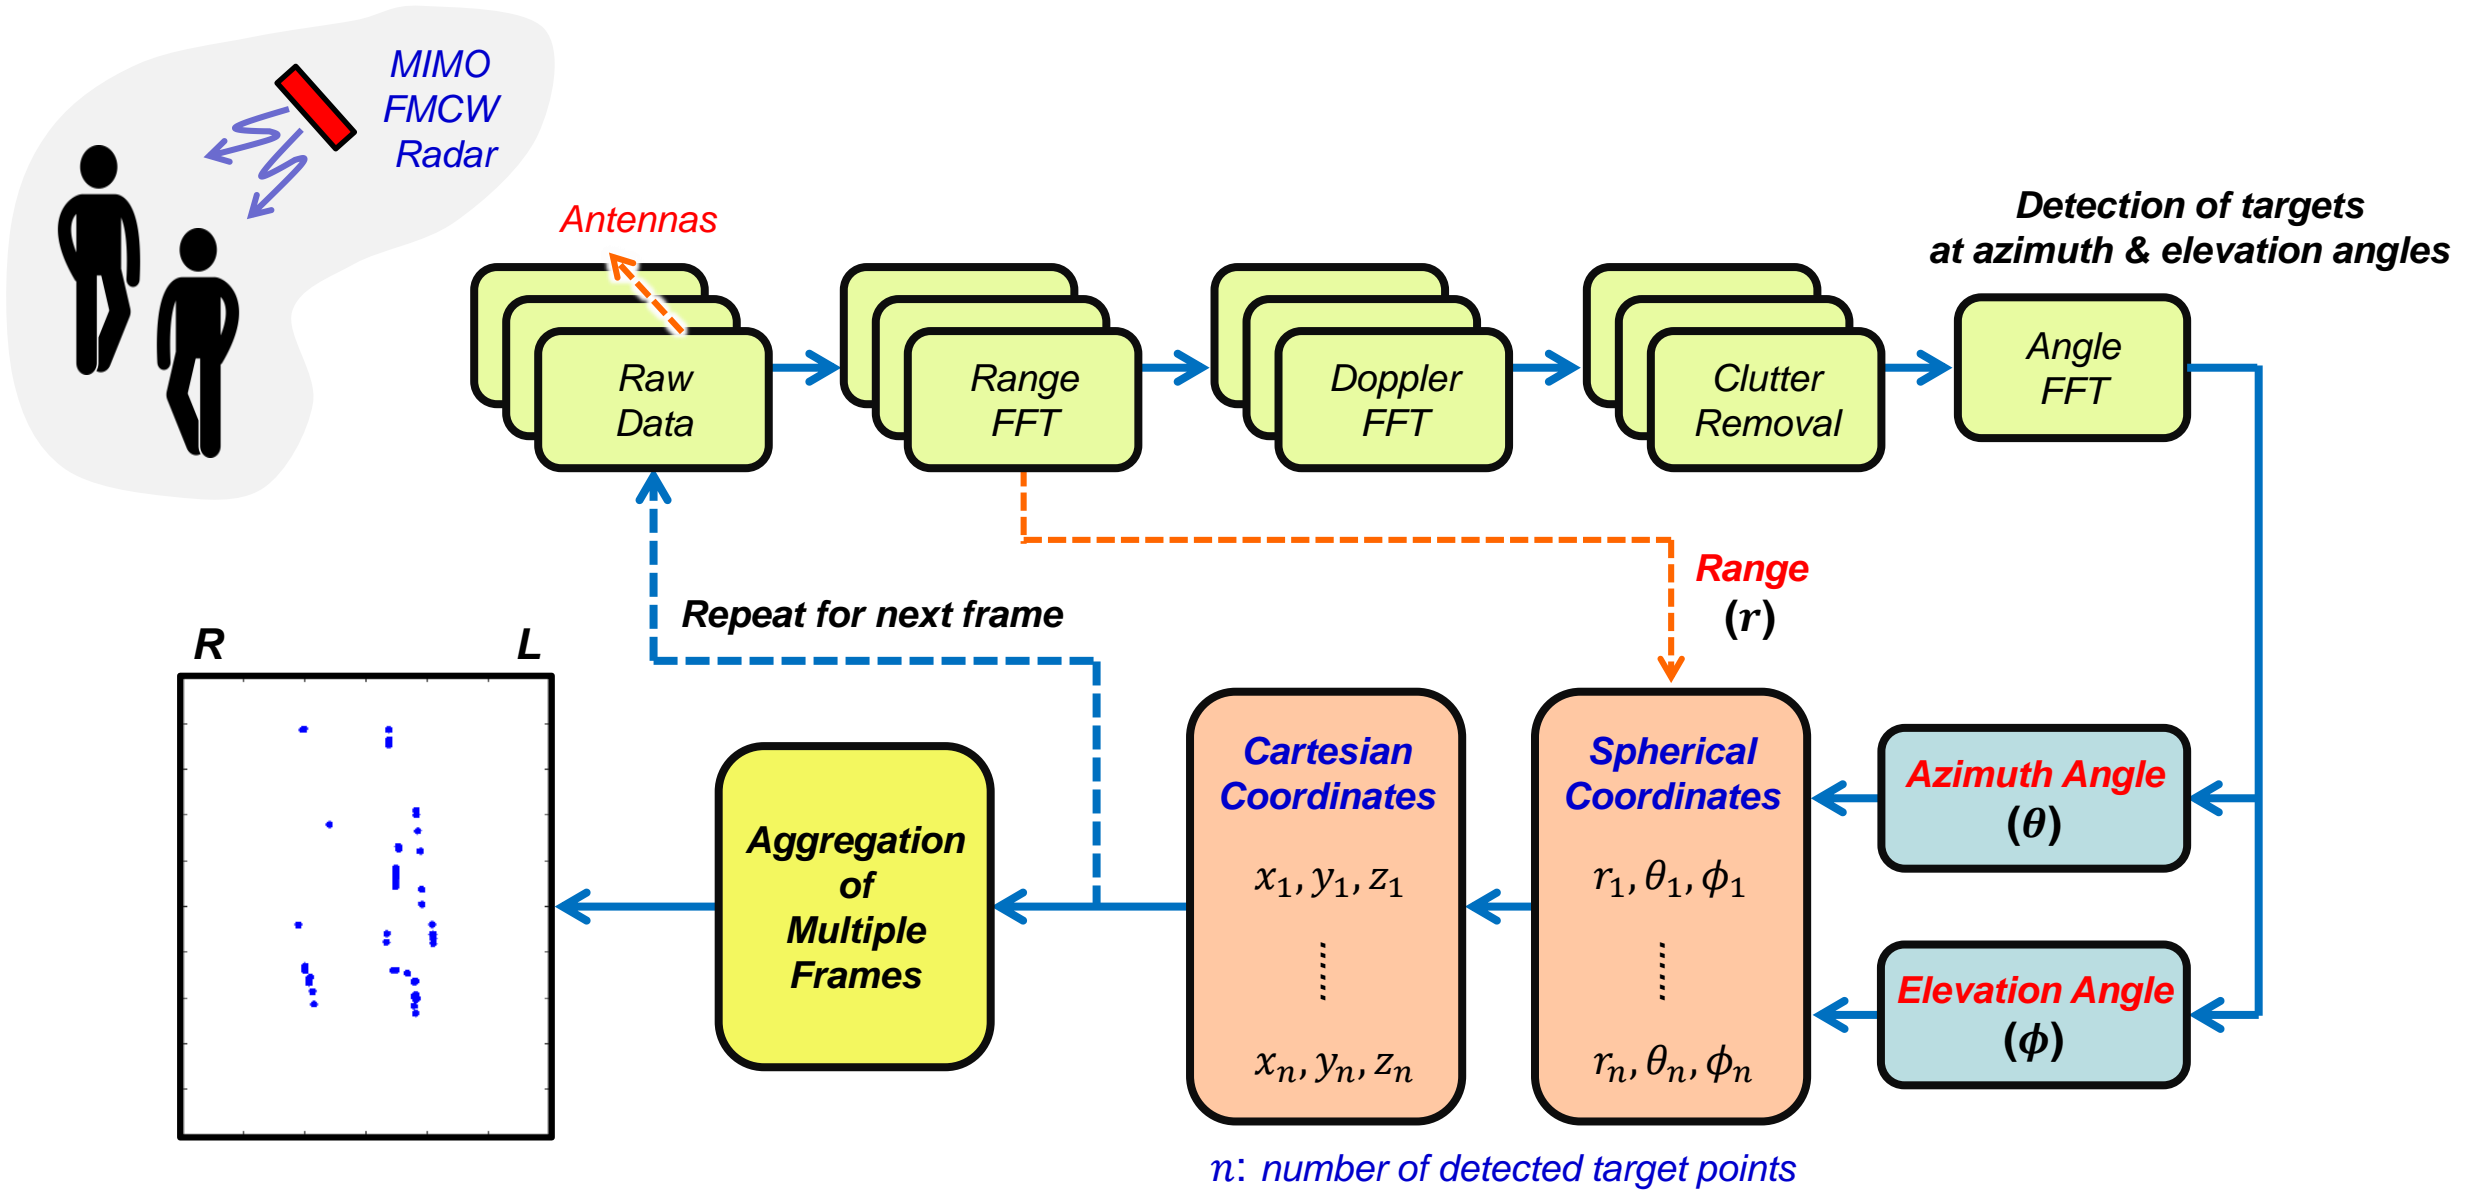 MIMO
FMCW
Radar
Antennas
Detection of targets
at azimuth & elevation angles
Raw
Data
Range
FFT
Doppler
FFT
Clutter
Removal
Angle
FFT
Range
(r)
Repeat for next frame
R L
Aggregation
of
Multiple
Frames
Cartesian
Coordinates
x₁, y₁, z₁
xₙ, yₙ, zₙ
Spherical
Coordinates
r₁, θ₁, ϕ₁
rₙ, θₙ, ϕₙ
Azimuth Angle
(θ)
Elevation Angle
(ϕ)
n: number of detected target points